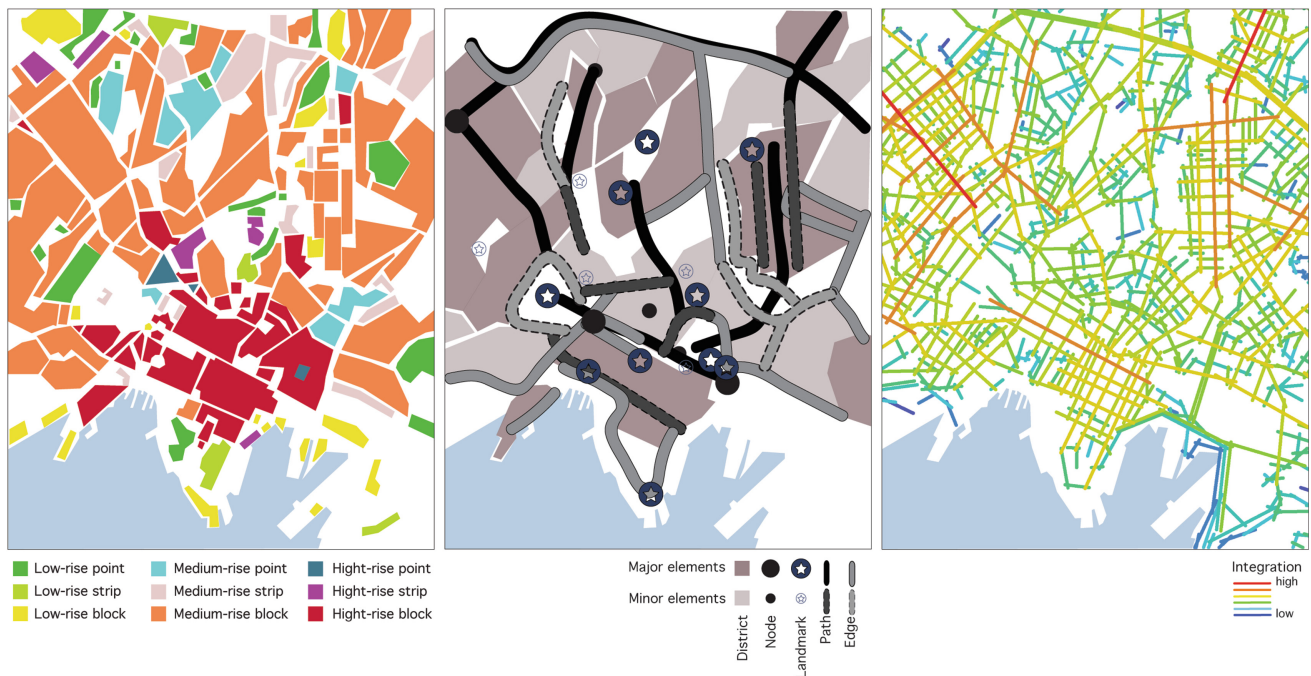 Low-rise point
Low-rise strip
Low-rise block
Medium-rise point
Medium-rise strip
Medium-rise block
Hight-rise point
Hight-rise strip
Hight-rise block
Major elements
Minor elements
District
Node
Landmark
Path
Edge
Integration
high
low